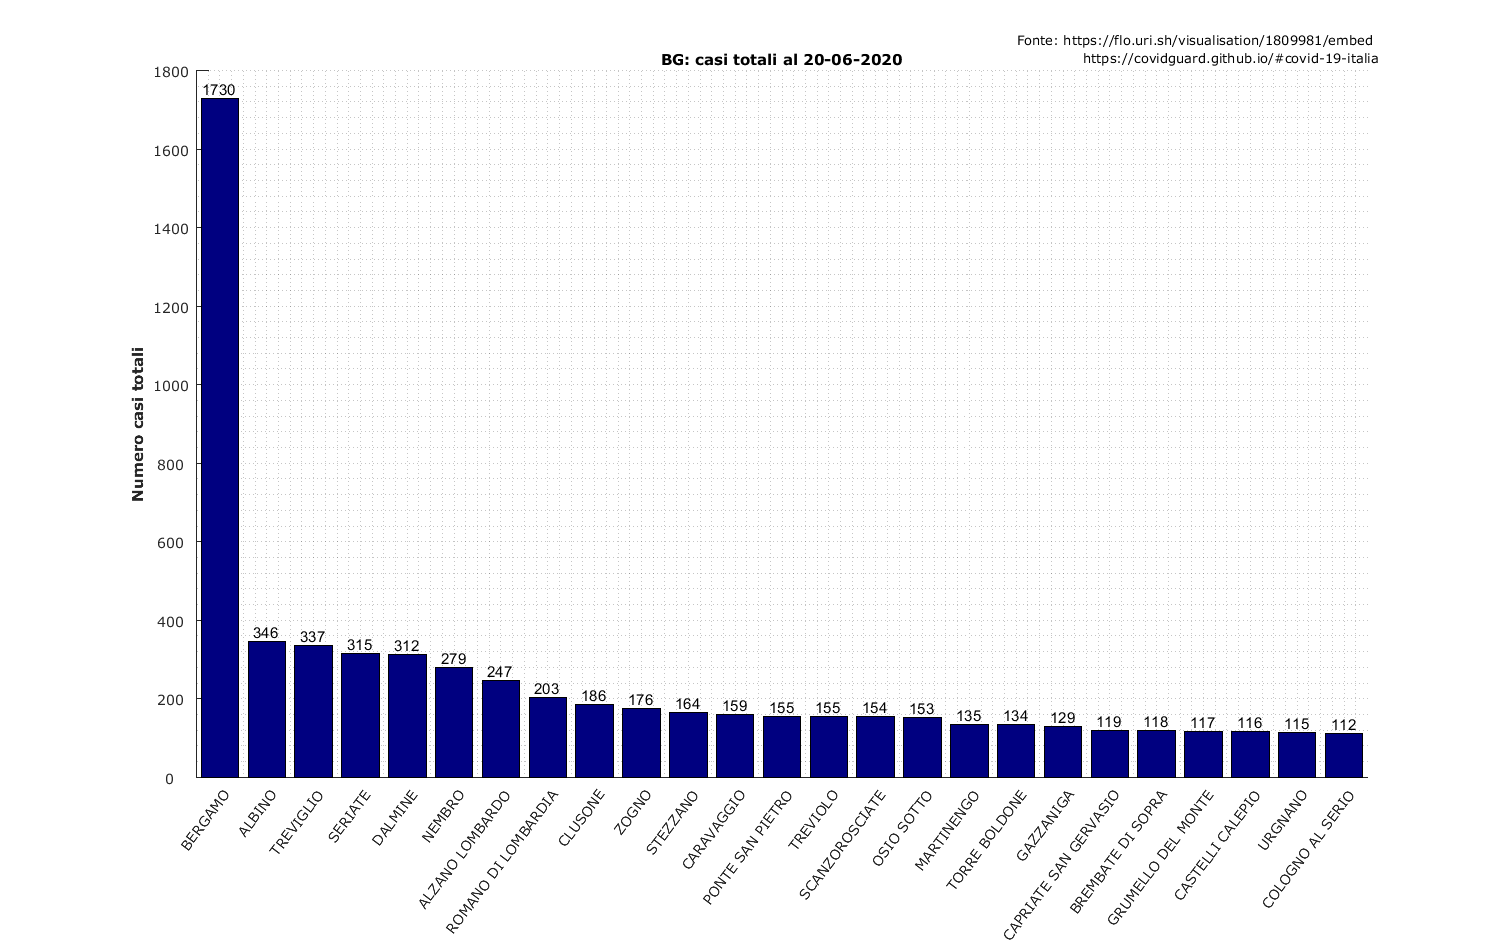 Fonte: https://flo.uri.sh/visualisation/1809981/embed
https://covidguard.github.io/#covid-19-italia
BG: casi totali al 20-06-2020
Numero casi totali
1800
1600
1400
1200
1000
800
600
400
200
0
1730
346
337
315
312
279
247
203
186
176
164
159
155
155
154
153
135
134
129
119
118
117
116
115
112
BERGAMO
ALBINO
TREVIGLIO
SERIATE
DALMINE
NEMBRO
ALZANO LOMBARDO
ROMANO DI LOMBARDIA
CLUSONE
ZOGNO
STEZZANO
CARAVAGGIO
PONTE SAN PIETRO
TREVIOLO
SCANZOROSCIATE
OSIO SOTTO
MARTINENGO
TORRE BOLDONE
GAZZANIGA
CAPRIATE SAN GERVASIO
BREMBATE DI SOPRA
GRUMELLO DEL MONTE
CASTELLI CALEPIO
URGNANO
COLOGNO AL SERIO